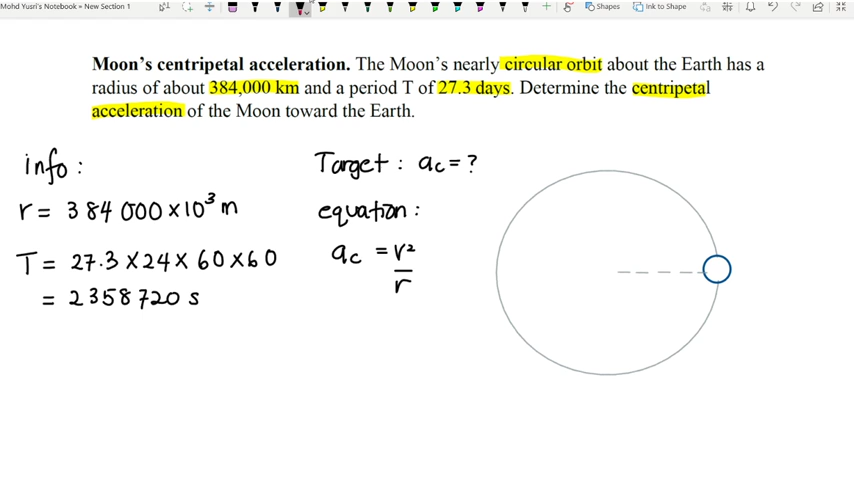 Mohd Yusri's Notebook » New Section 1
Shapes
Ink to Shape
Moon's centripetal acceleration. The Moon's nearly circular orbit about the Earth has a
radius of about 384,000 km and a period T of 27.3 days. Determine the centripetal
acceleration of the Moon toward the Earth.
info :
r = 384 000 × 10³ m
T = 27.3 × 24 × 60 × 60
= 2358720 s
Target : ac = ?
equation :
ac = v²
r